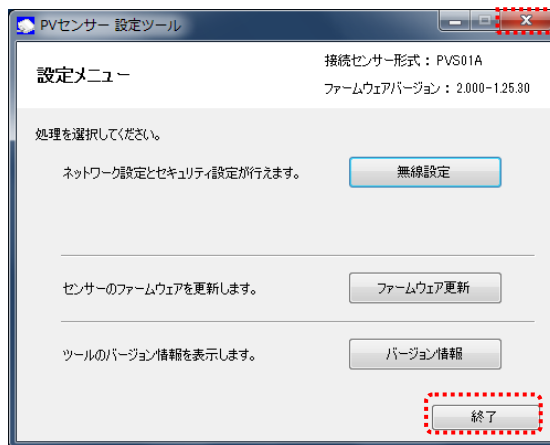 PVセンサー 設定ツール
設定メニュー
接続センサー形式： PVS01A
ファームウェアバージョン： 2.000-1.25.30
処理を選択してください。
ネットワーク設定とセキュリティ設定が行えます。
無線設定
センサーのファームウェアを更新します。
ファームウェア更新
ツールのバージョン情報を表示します。
バージョン情報
終了